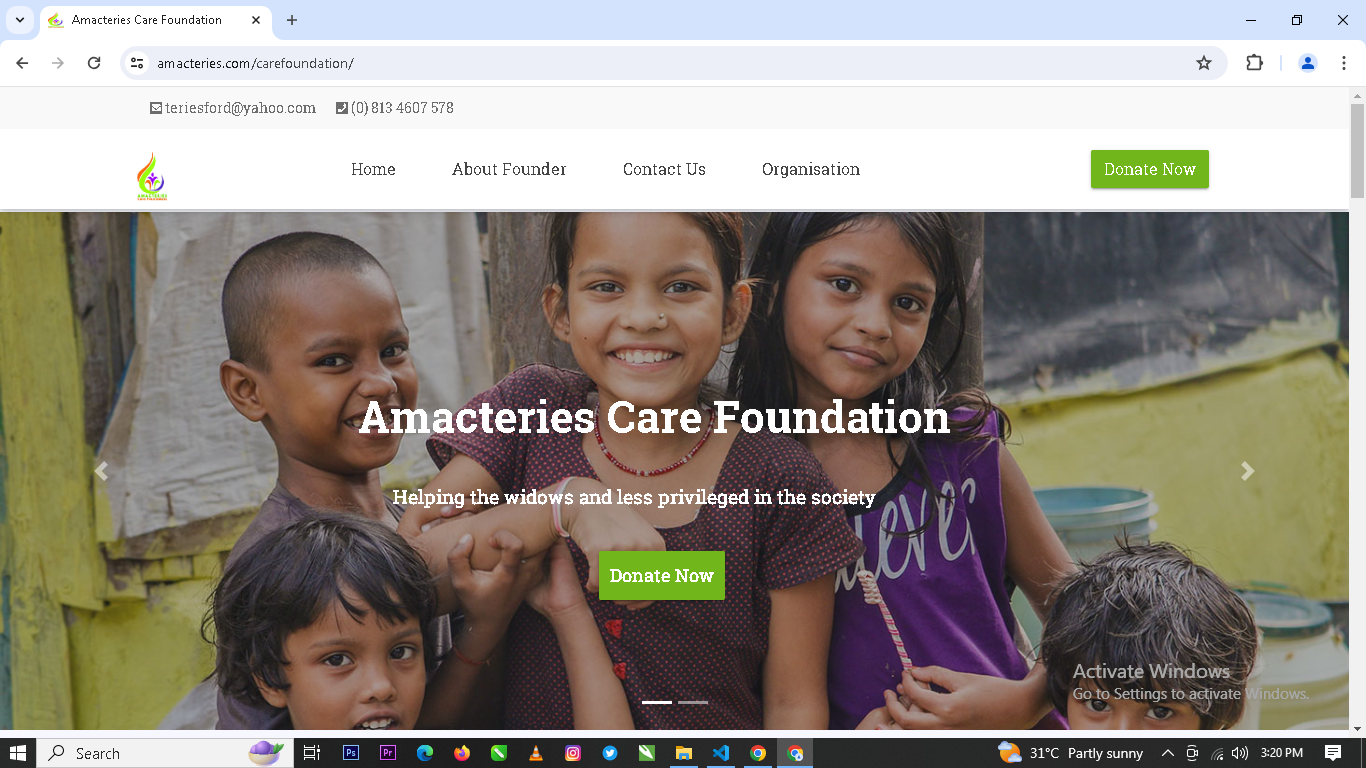 Amacteries Care Foundation
amacteries.com/carefoundation/
teriesford@yahoo.com (0) 813 4607 578
Home About Founder Contact Us Organisation Donate Now
Amacteries Care Foundation
Helping the widows and less privileged in the society
Donate Now
Activate Windows
Go to Settings to activate Windows.
Search Ps Pr 31°C Partly sunny 3:20 PM